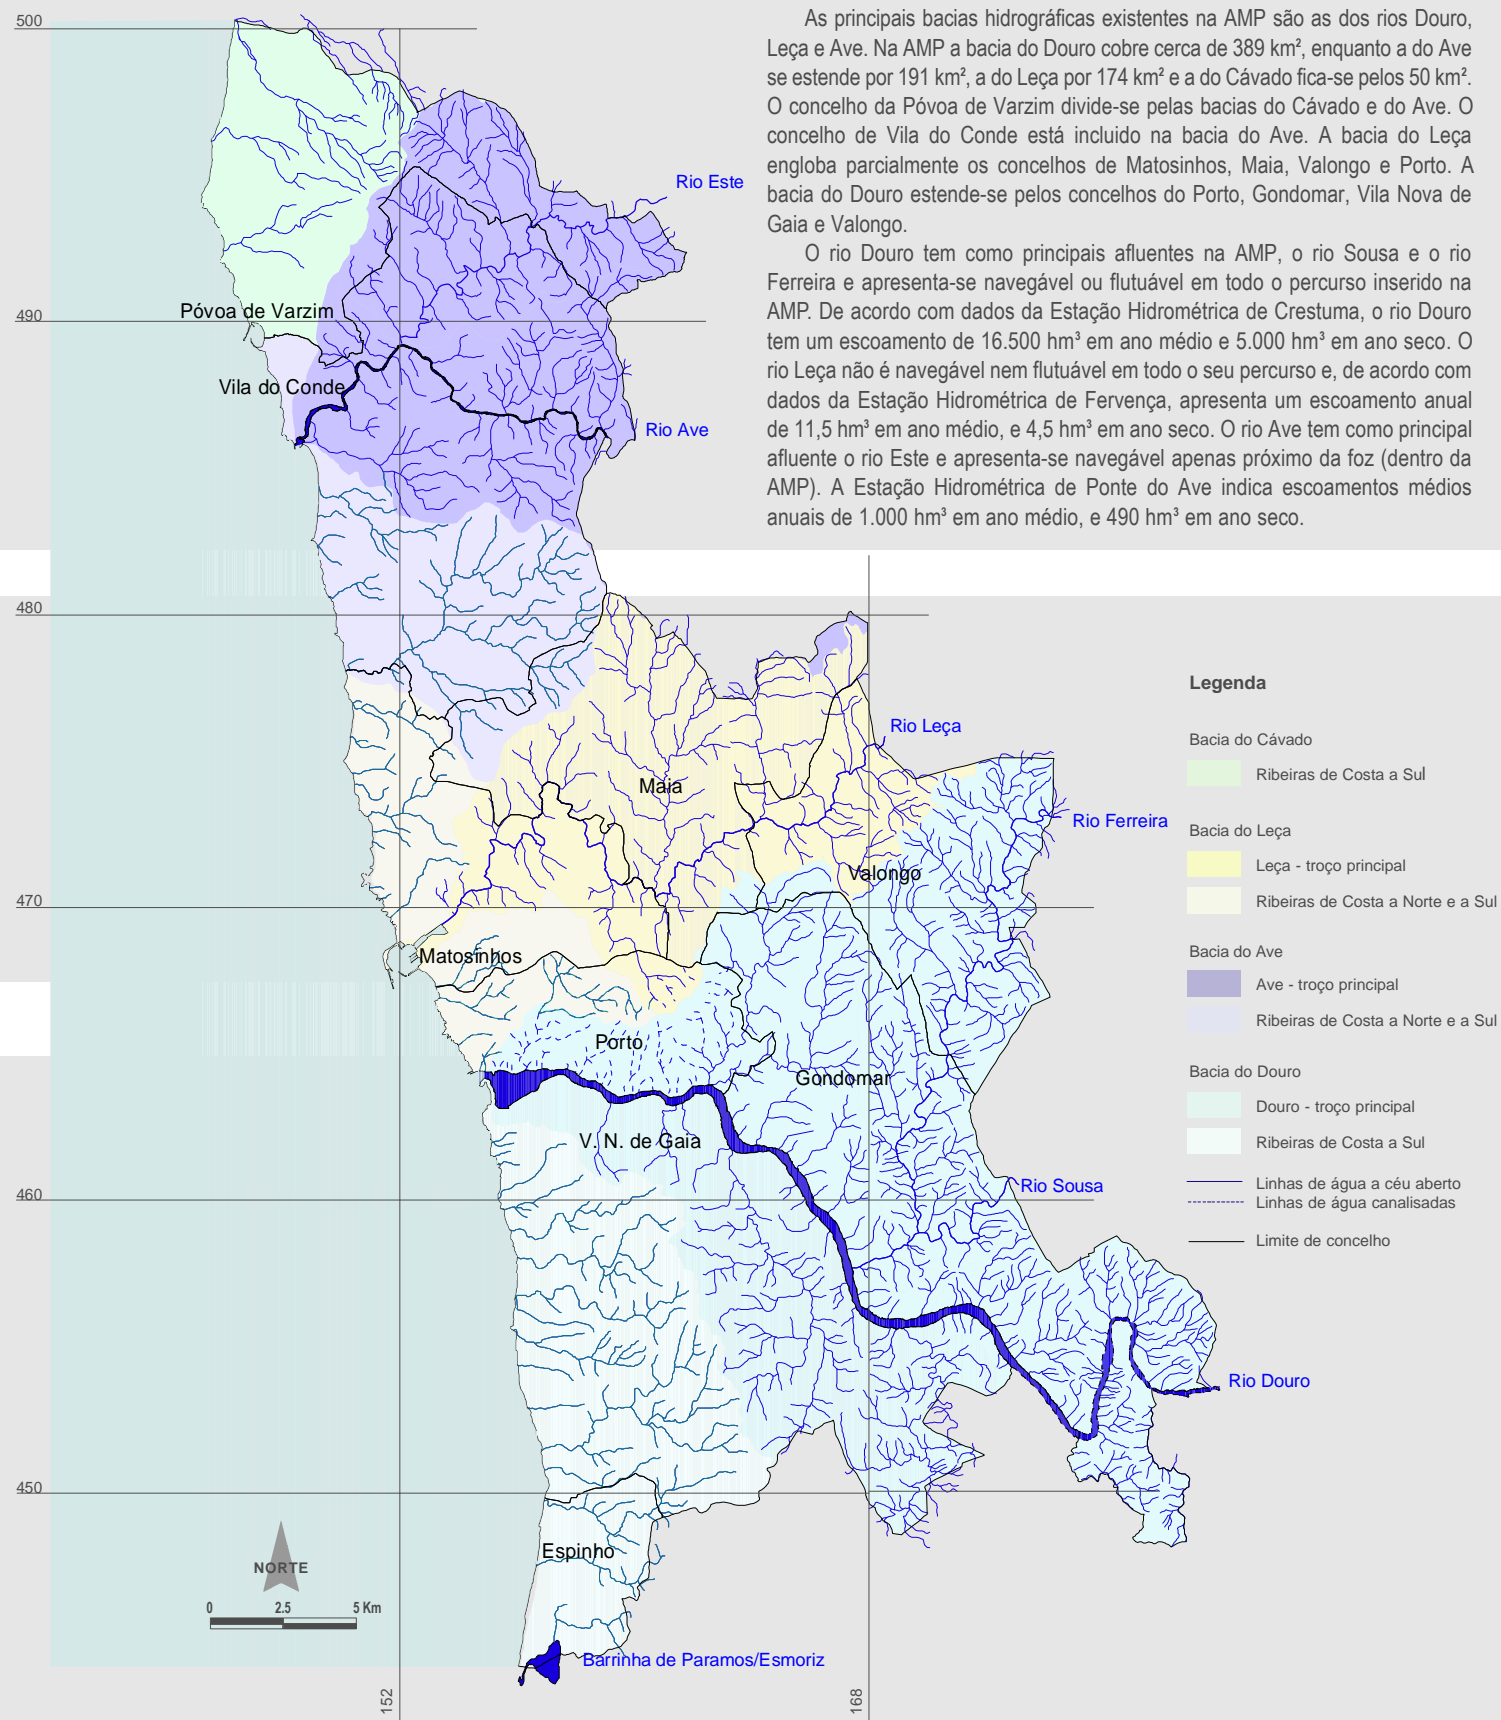 As principais bacias hidrográficas existentes na AMP são as dos rios Douro,
Leça e Ave. Na AMP a bacia do Douro cobre cerca de 389 km², enquanto a do Ave
se estende por 191 km², a do Leça por 174 km² e a do Cávado fica-se pelos 50 km².
O concelho da Póvoa de Varzim divide-se pelas bacias do Cávado e do Ave. O
concelho de Vila do Conde está incluido na bacia do Ave. A bacia do Leça
engloba parcialmente os concelhos de Matosinhos, Maia, Valongo e Porto. A
bacia do Douro estende-se pelos concelhos do Porto, Gondomar, Vila Nova de
Gaia e Valongo.
O rio Douro tem como principais afluentes na AMP, o rio Sousa e o rio
Ferreira e apresenta-se navegável ou flutuável em todo o percurso inserido na
AMP. De acordo com dados da Estação Hidrométrica de Crestuma, o rio Douro
tem um escoamento de 16.500 hm³ em ano médio e 5.000 hm³ em ano seco. O
rio Leça não é navegável nem flutuável em todo o seu percurso e, de acordo com
dados da Estação Hidrométrica de Fervença, apresenta um escoamento anual
de 11,5 hm³ em ano médio, e 4,5 hm³ em ano seco. O rio Ave tem como principal
afluente o rio Este e apresenta-se navegável apenas próximo da foz (dentro da
AMP). A Estação Hidrométrica de Ponte do Ave indica escoamentos médios
anuais de 1.000 hm³ em ano médio, e 490 hm³ em ano seco.
500
Rio Este
Póvoa de Varzim
490
Vila do Conde
Rio Ave
480
Rio Leça
Maia
Rio Ferreira
Valongo
470
Matosinhos
Porto
Gondomar
V. N. de Gaia
460
Rio Sousa
Rio Douro
450
Espinho
Barrinha de Paramos/Esmoriz
NORTE
0 2.5 5 Km
152
168
Legenda
Bacia do Cávado
Ribeiras de Costa a Sul
Bacia do Leça
Leça - troço principal
Ribeiras de Costa a Norte e a Sul
Bacia do Ave
Ave - troço principal
Ribeiras de Costa a Norte e a Sul
Bacia do Douro
Douro - troço principal
Ribeiras de Costa a Sul
Linhas de água a céu aberto
Linhas de água canalisadas
Limite de concelho